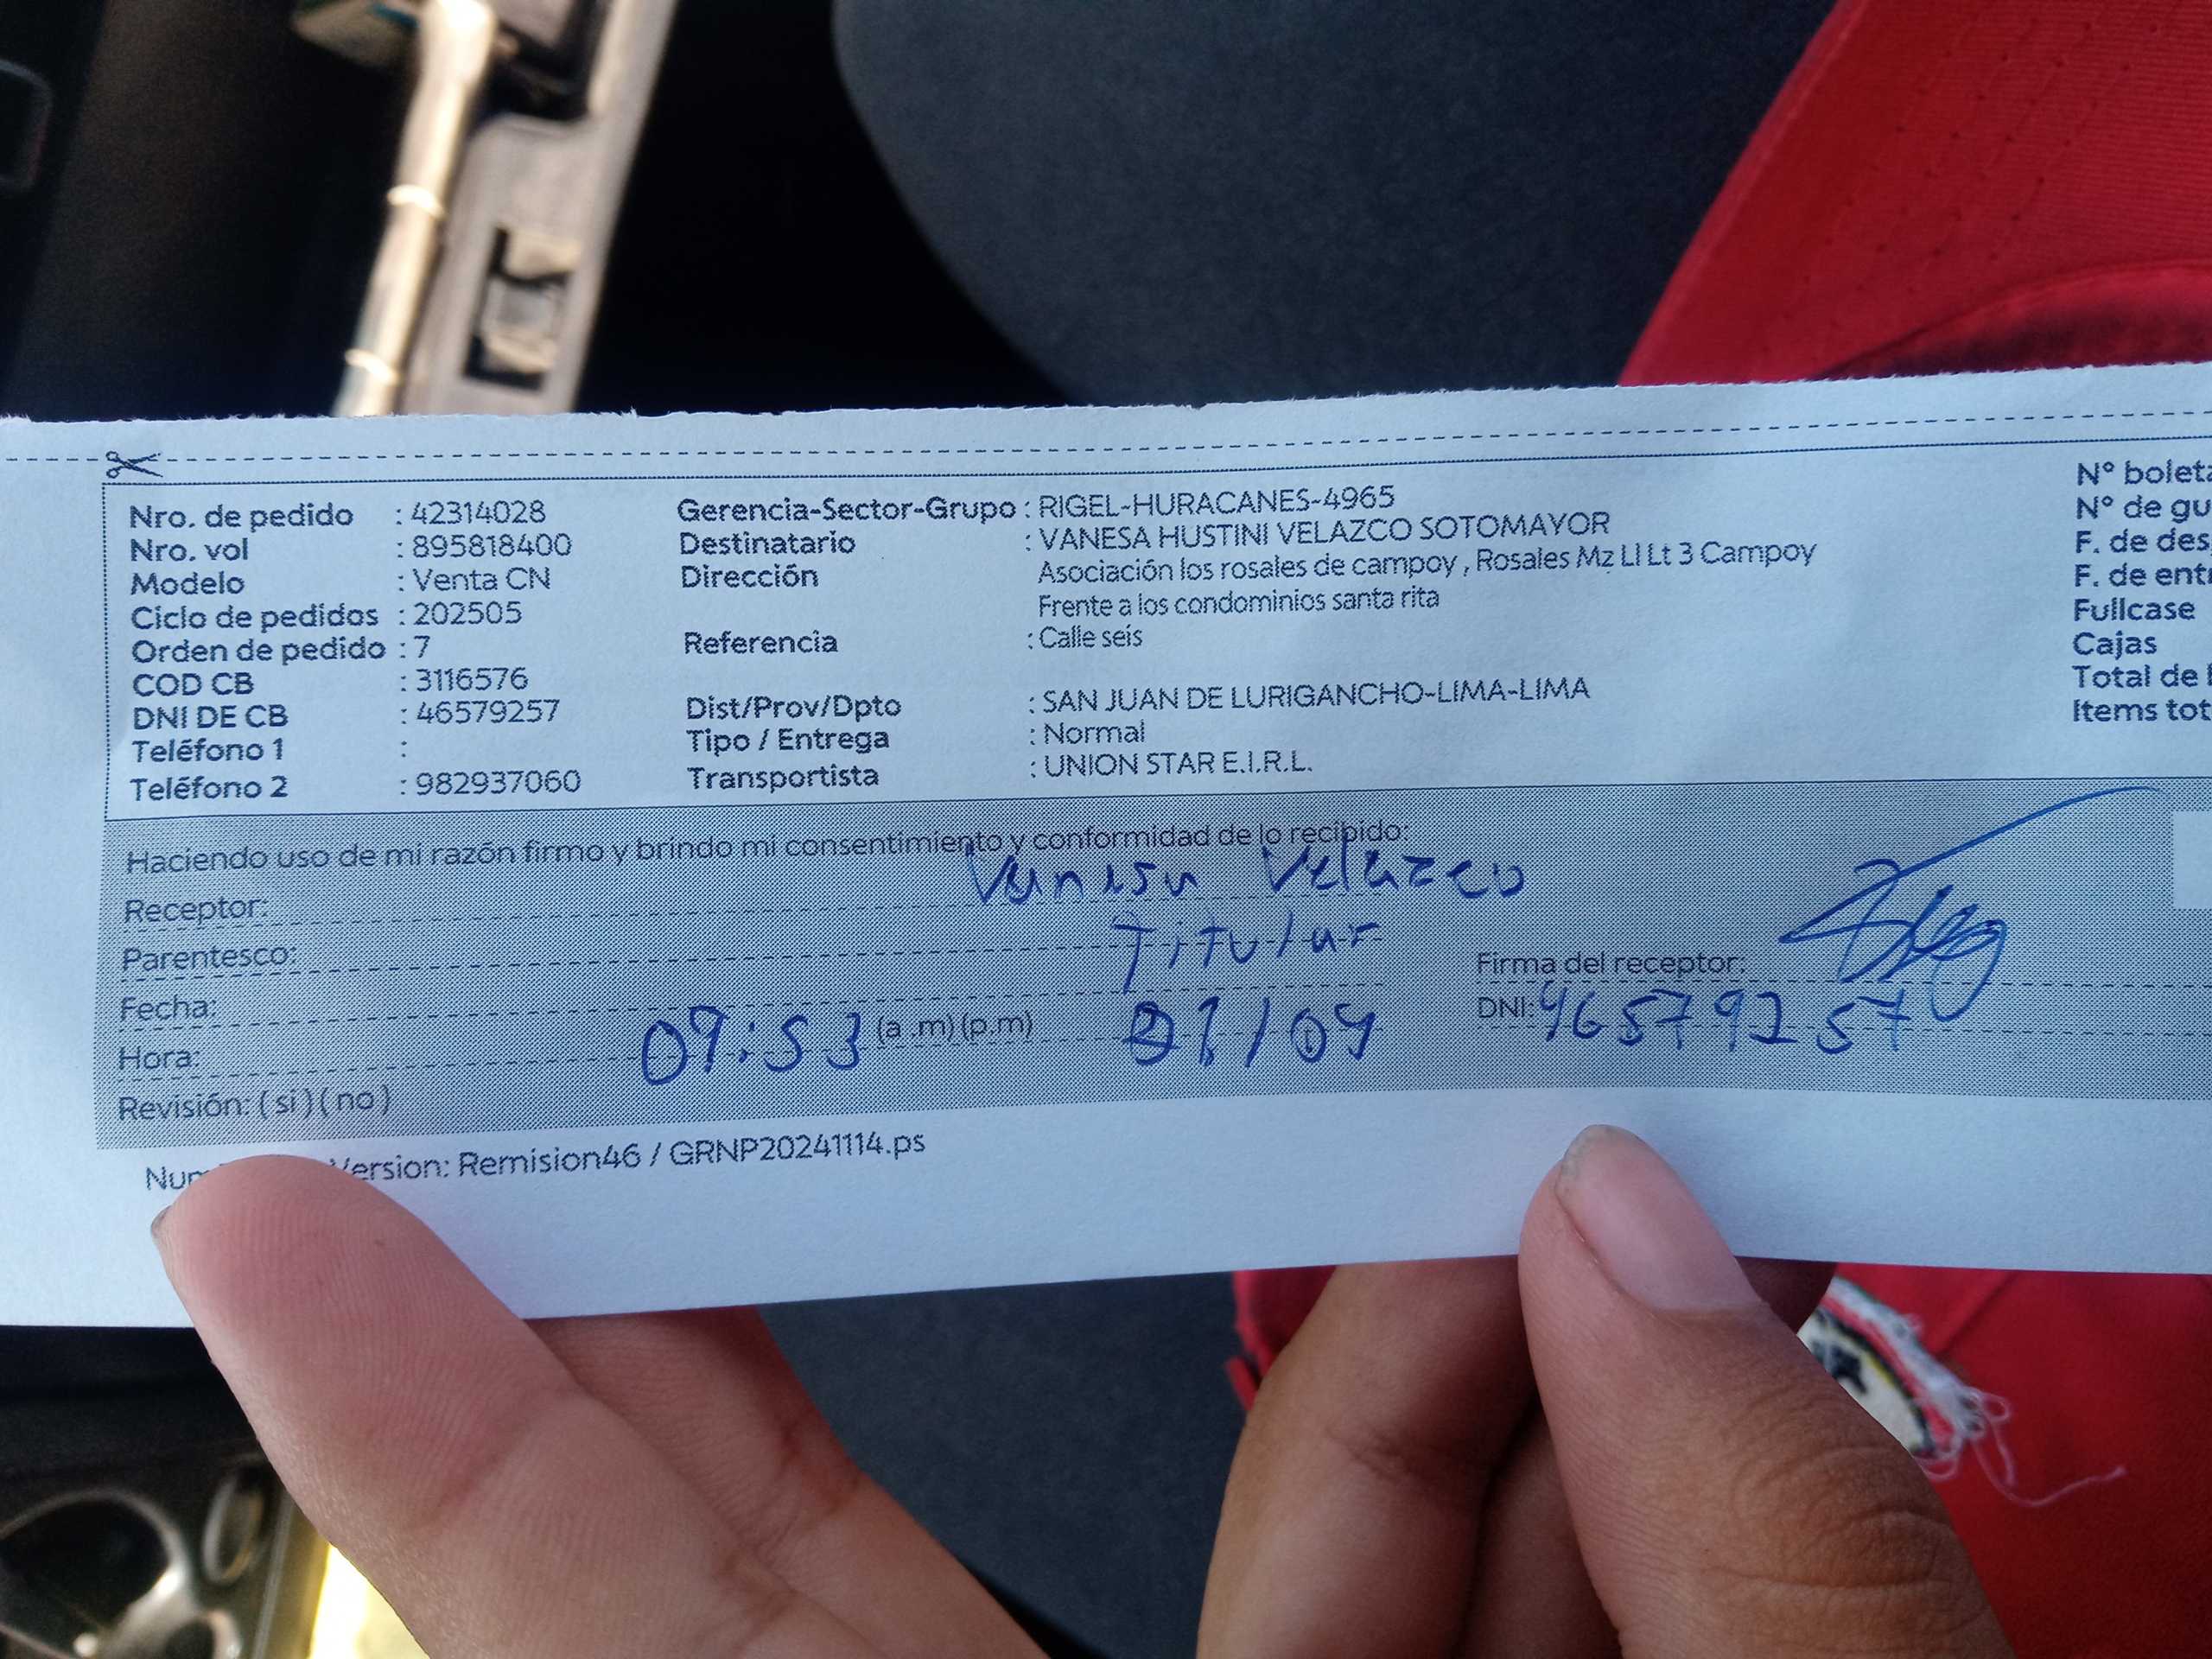 Nro. de pedido : 42314028
Nro. vol : 895818400
Modelo : Venta CN
Ciclo de pedidos : 202505
Orden de pedido : 7
COD CB : 3116576
DNI DE CB : 46579257
Teléfono 1 :
Teléfono 2 : 982937060
Gerencia-Sector-Grupo : RIGEL-HURACANES-4965
Destinatario : VANESA HUSTINI VELAZCO SOTOMAYOR
Dirección Asociación los rosales de campoy , Rosales Mz Ll Lt 3 Campoy
Frente a los condominios santa rita
Referencia : Calle seis
Dist/Prov/Dpto : SAN JUAN DE LURIGANCHO-LIMA-LIMA
Tipo / Entrega : Normal
Transportista : UNION STAR E.I.R.L.
N° boleta
N° de gu
F. de des
F. de entr
Fullcase
Cajas
Total de
Items tot
Haciendo uso de mi razón firmo y brindo mi consentimiento y conformidad de lo recibido:
Receptor: Vanesa Velazco
Parentesco: Titular
Firma del receptor:
Fecha: /04
DNI: 46579257
Hora: 09:53 (a .m) (p.m)
Revisión: ( si ) ( no )
Version: Remision46 / GRNP20241114.ps